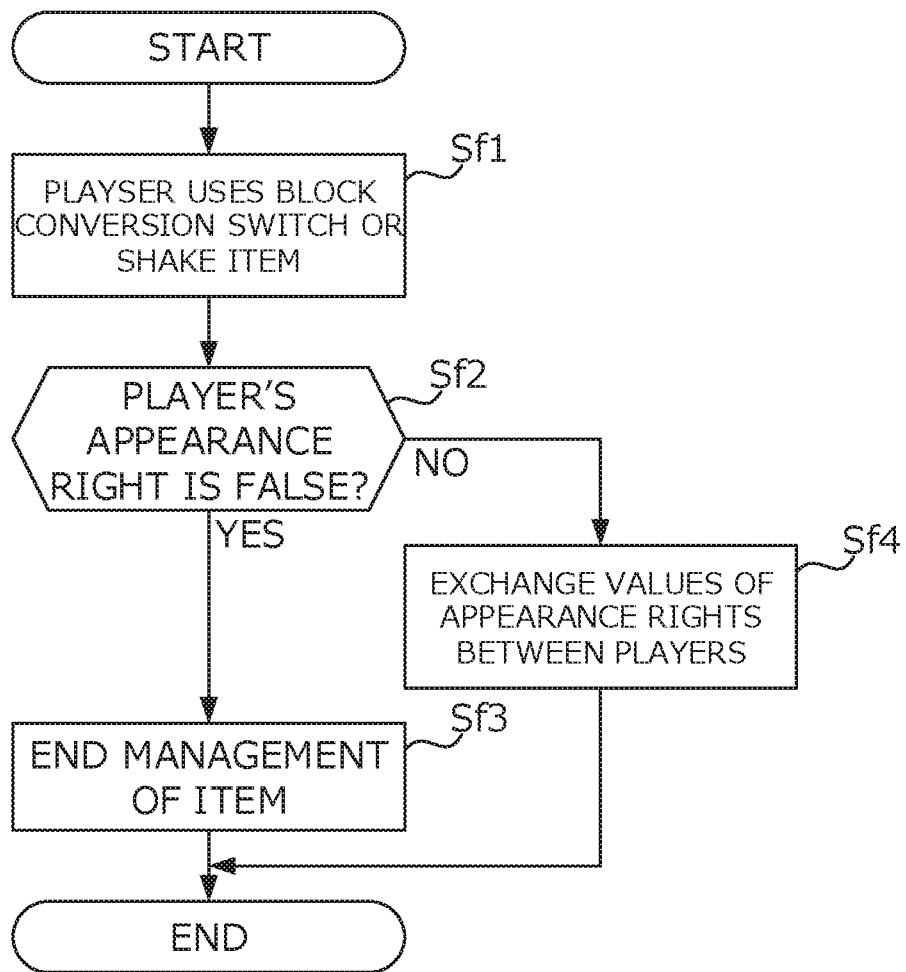 START
Sf1
PLAYSER USES BLOCK
CONVERSION SWITCH OR
SHAKE ITEM
Sf2
PLAYER'S
APPEARANCE
RIGHT IS FALSE?
NO
YES
Sf4
EXCHANGE VALUES OF
APPEARANCE RIGHTS
BETWEEN PLAYERS
Sf3
END MANAGEMENT
OF ITEM
END